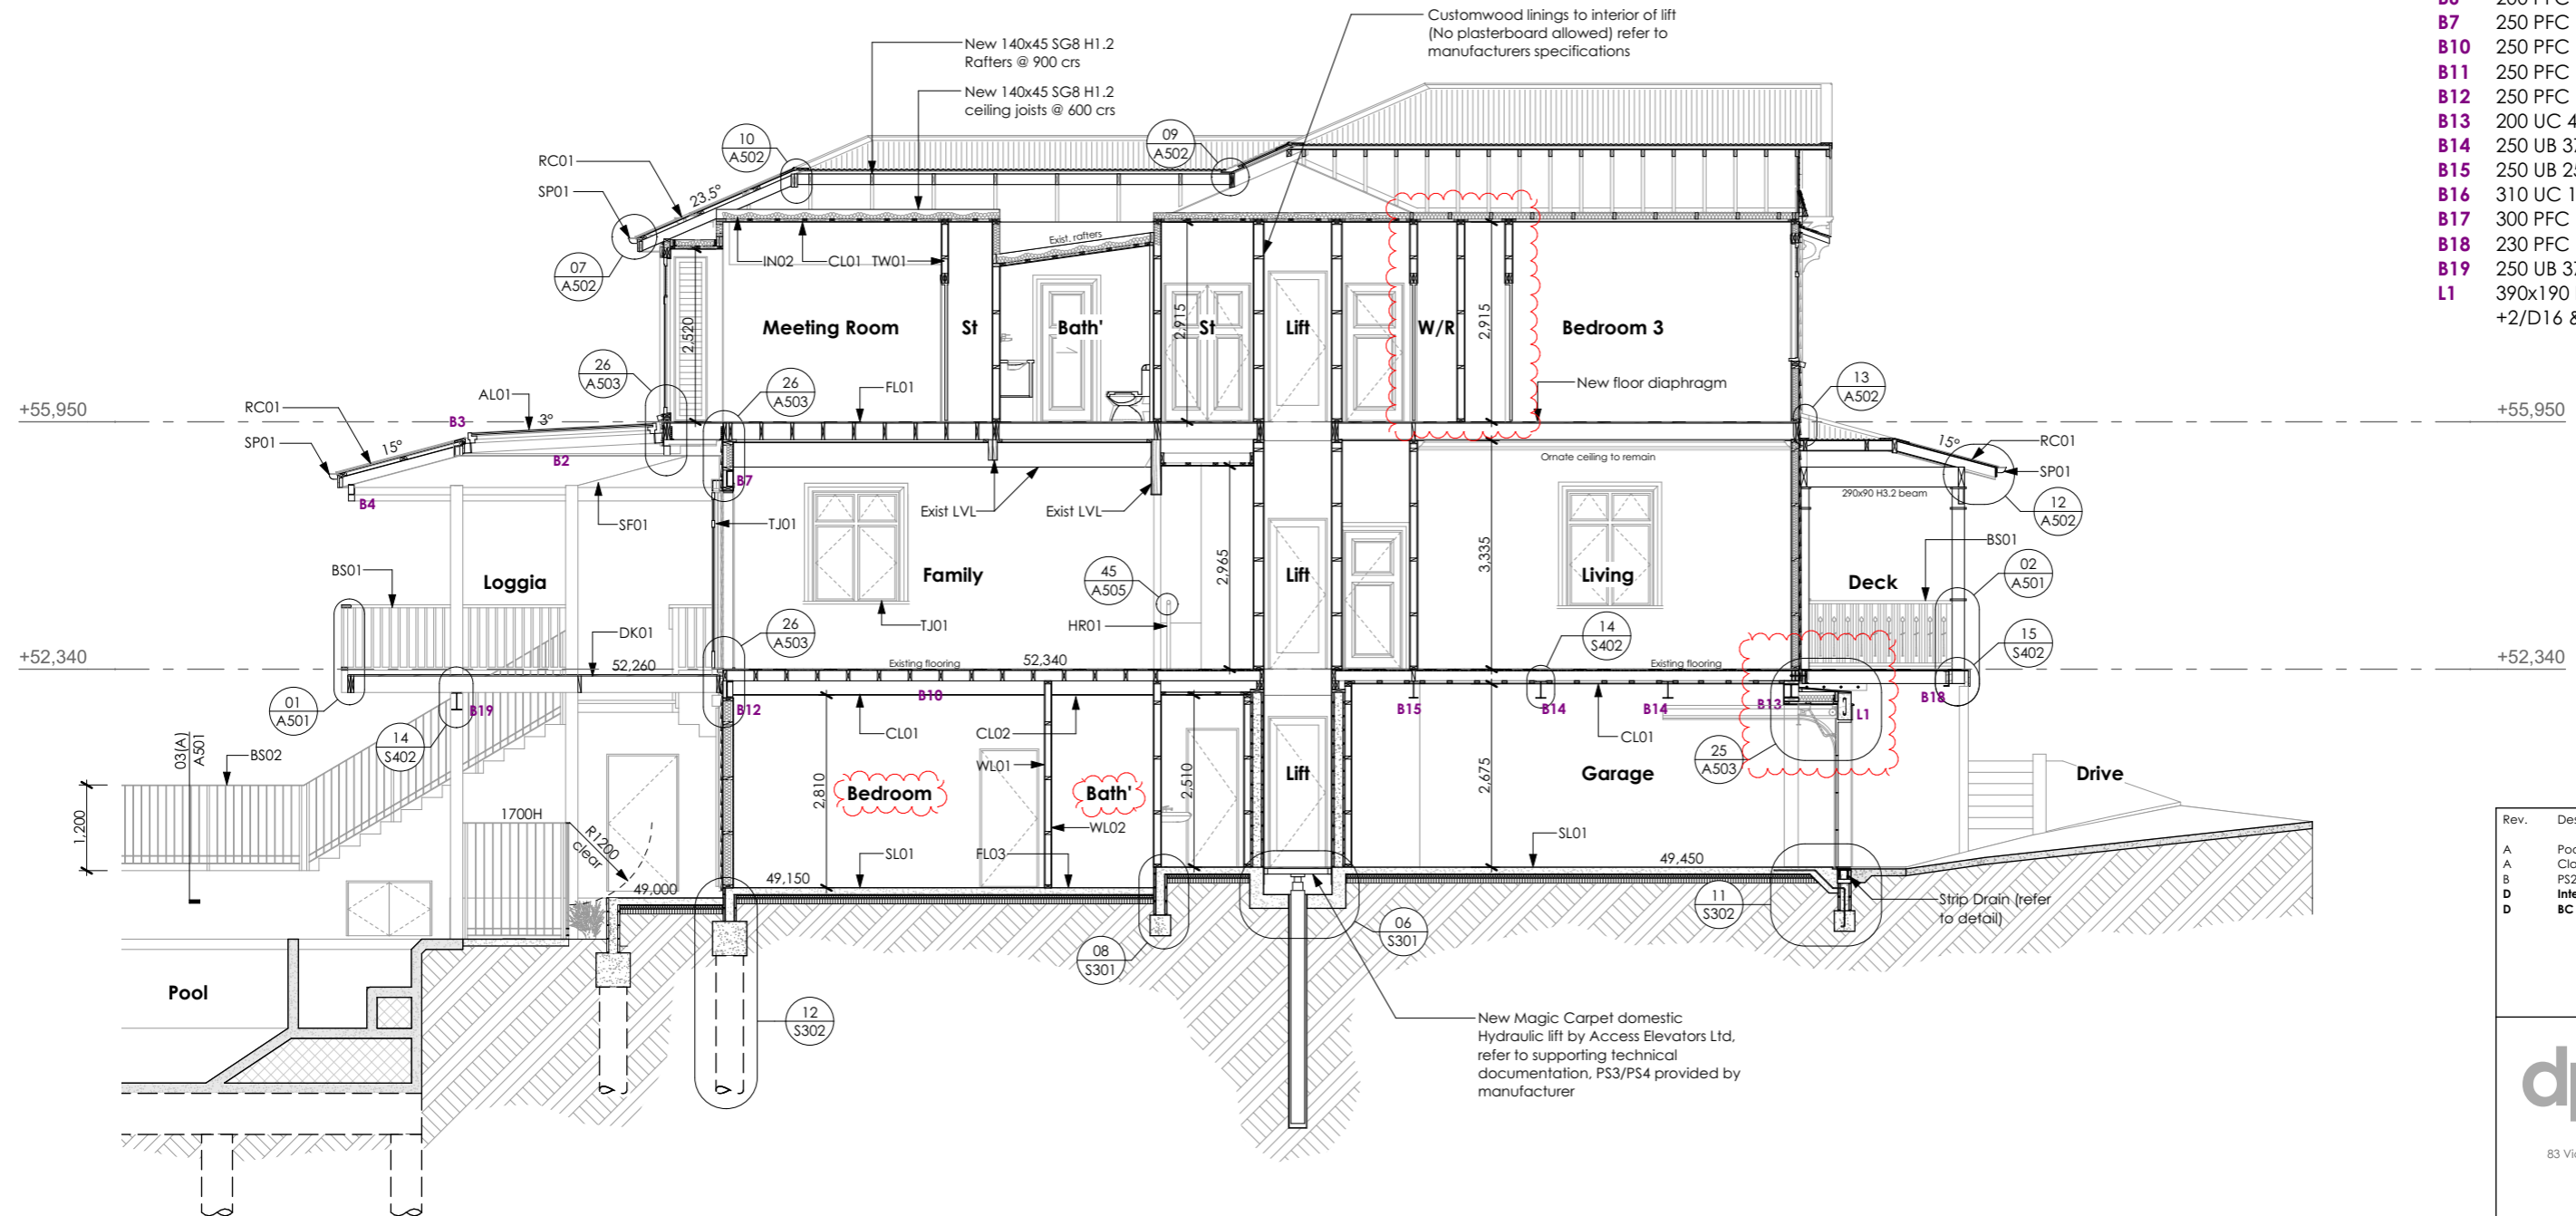 Customwood linings to interior of lift
(No plasterboard allowed) refer to
manufacturers specifications
New 140x45 SG8 H1.2
Rafters @ 900 crs
New 140x45 SG8 H1.2
ceiling joists @ 600 crs
B7 250 PFC
B10 250 PFC
B11 250 PFC
B12 250 PFC
B13 200 UC 4
B14 250 UB 37
B15 250 UB 25
B16 310 UC 1
B17 300 PFC
B18 230 PFC
B19 250 UB 37
L1 390x190
+2/D16 &
10
A502
09
A502
RC01
SP01
23.5°
07
A502
Exist. rafters
IN02
CL01
TW01
2,520
Meeting Room
St
Bath'
2,915
St
Lift
W/R
2,915
Bedroom 3
26
A503
26
A503
FL01
New floor diaphragm
13
A502
+55,950
+55,950
RC01
AL01
B3
3°
SP01
15°
B2
B4
SF01
B7
TJ01
Exist LVL
Exist LVL
Ornate ceiling to remain
15°
RC01
SP01
290x90 H3.2 beam
12
A502
BS01
Loggia
Family
2,965
45
A505
HR01
TJ01
Lift
3,335
Living
BS01
Deck
02
A501
DK01
26
A503
14
S402
15
S402
+52,340
52,260
Existing flooring
52,340
Existing flooring
+52,340
01
A501
B19
B12
B10
B15
B14
B14
B13
L1
B18
14
S402
03(A)
A501
BS02
CL01
CL02
WL01
CL01
25
A503
1,200
2,810
Bedroom
Bath'
2,510
Lift
2,675
Garage
Drive
1700H
R1200
clear
WL02
SL01
FL03
SL01
49,000
49,150
49,450
Strip Drain (refer
to detail)
11
S302
06
S301
08
S301
12
S302
Pool
New Magic Carpet domestic
Hydraulic lift by Access Elevators Ltd,
refer to supporting technical
documentation, PS3/PS4 provided by
manufacturer
Rev.
A
A
B PS2
D
D BC
83